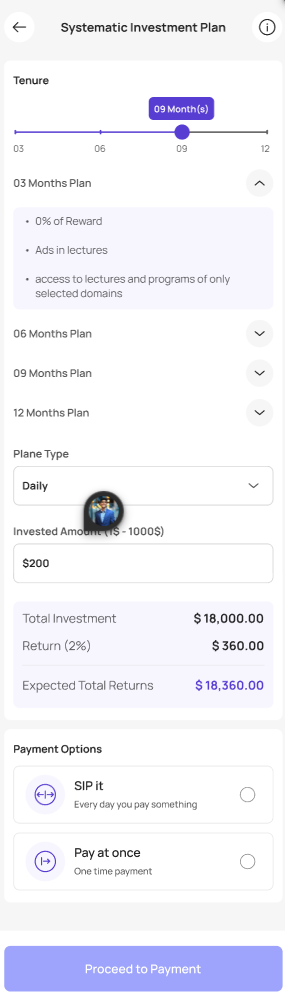 Systematic Investment Plan
Tenure
09 Month(s)
03 06 09 12
03 Months Plan
• 0% of Reward
• Ads in lectures
• access to lectures and programs of only
selected domains
06 Months Plan
09 Months Plan
12 Months Plan
Plane Type
Daily
Invested Amount (1$ - 1000$)
$200
Total Investment $ 18,000.00
Return (2%) $ 360.00
Expected Total Returns $ 18,360.00
Payment Options
SIP it
Every day you pay something
Pay at once
One time payment
Proceed to Payment